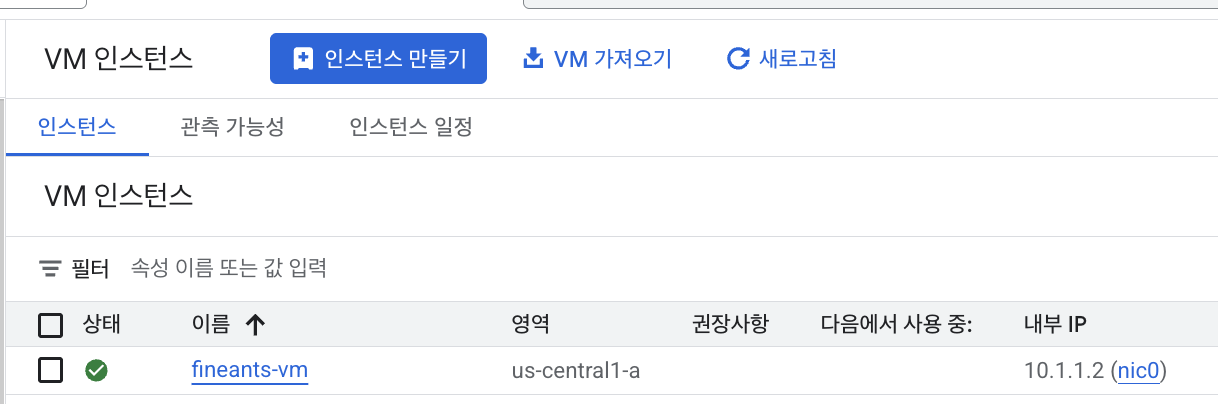 VM 인스턴스 인스턴스 만들기 VM 가져오기 새로고침
인스턴스 관측 가능성 인스턴스 일정
VM 인스턴스
필터 속성 이름 또는 값 입력
상태 이름 영역 권장사항 다음에서 사용 중: 내부 IP
fineants-vm us-central1-a 10.1.1.2 (nic0)